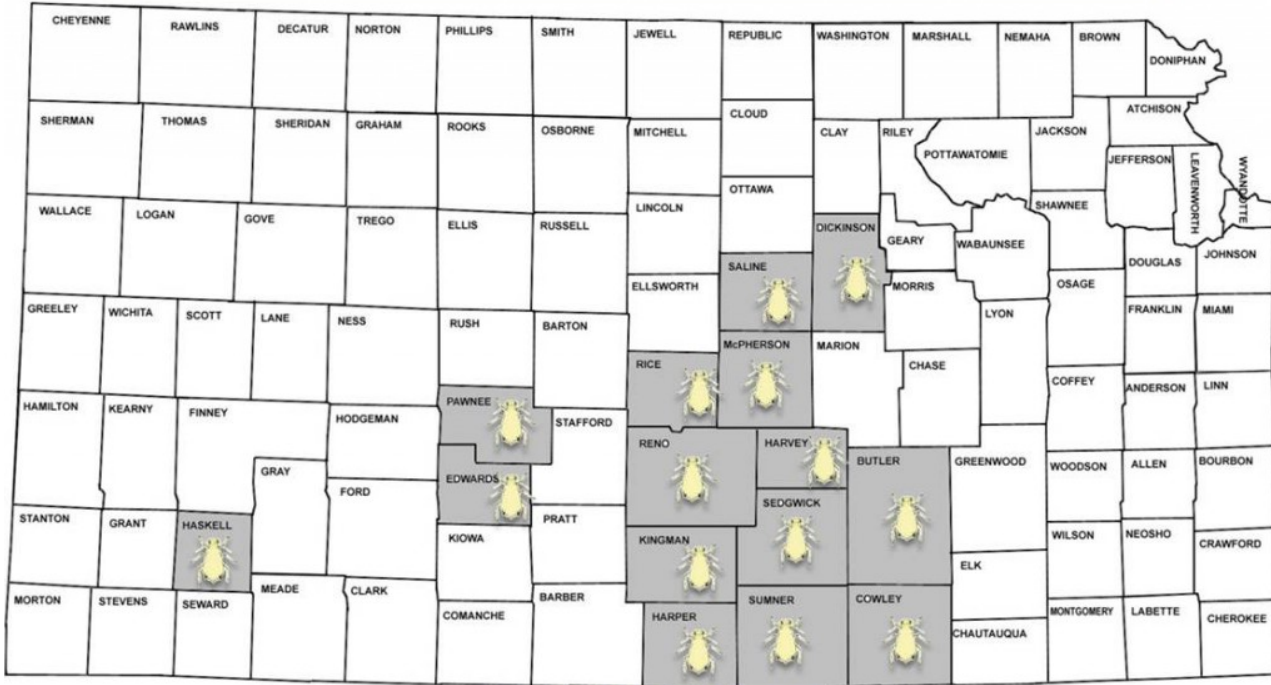 CHEYENNE
RAWLINS
DECATUR
NORTON
PHILLIPS
SMITH
JEWELL
REPUBLIC
WASHINGTON
MARSHALL
NEMAHA
BROWN
DONIPHAN
SHERMAN
THOMAS
SHERIDAN
GRAHAM
ROOKS
OSBORNE
MITCHELL
CLOUD
CLAY
RILEY
POTTAWATOMIE
JACKSON
ATCHISON
JEFFERSON
LEAVENWORTH
WYANDOTTE
WALLACE
LOGAN
GOVE
TREGO
ELLIS
RUSSELL
LINCOLN
OTTAWA
DICKINSON
GEARY
WABAUNSEE
SHAWNEE
DOUGLAS
JOHNSON
GREELEY
WICHITA
SCOTT
LANE
NESS
RUSH
BARTON
ELLSWORTH
SALINE
MORRIS
LYON
OSAGE
FRANKLIN
MIAMI
HAMILTON
KEARNY
FINNEY
HODGEMAN
PAWNEE
STAFFORD
RICE
McPHERSON
MARION
CHASE
COFFEY
ANDERSON
LINN
GRAY
FORD
EDWARDS
RENO
HARVEY
BUTLER
GREENWOOD
WOODSON
ALLEN
BOURBON
STANTON
GRANT
HASKELL
KIOWA
PRATT
KINGMAN
SEDGWICK
ELK
WILSON
NEOSHO
CRAWFORD
MORTON
STEVENS
SEWARD
MEADE
CLARK
COMANCHE
BARBER
HARPER
SUMNER
COWLEY
CHAUTAUQUA
MONTGOMERY
LABETTE
CHEROKEE